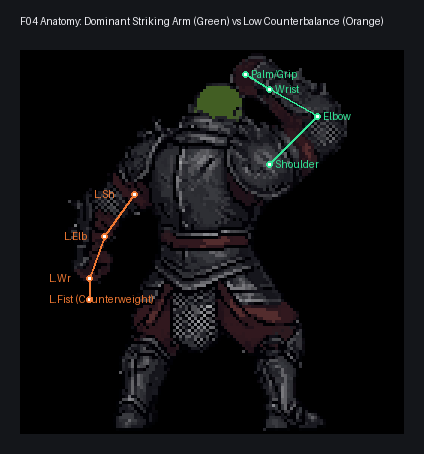 F04 Anatomy: Dominant Striking Arm (Green) vs Low Counterbalance (Orange)
Palm/Grip
Wrist
Elbow
Shoulder
L.Sh
L.Elb
L.Wr
L.Fist (Counterweight)